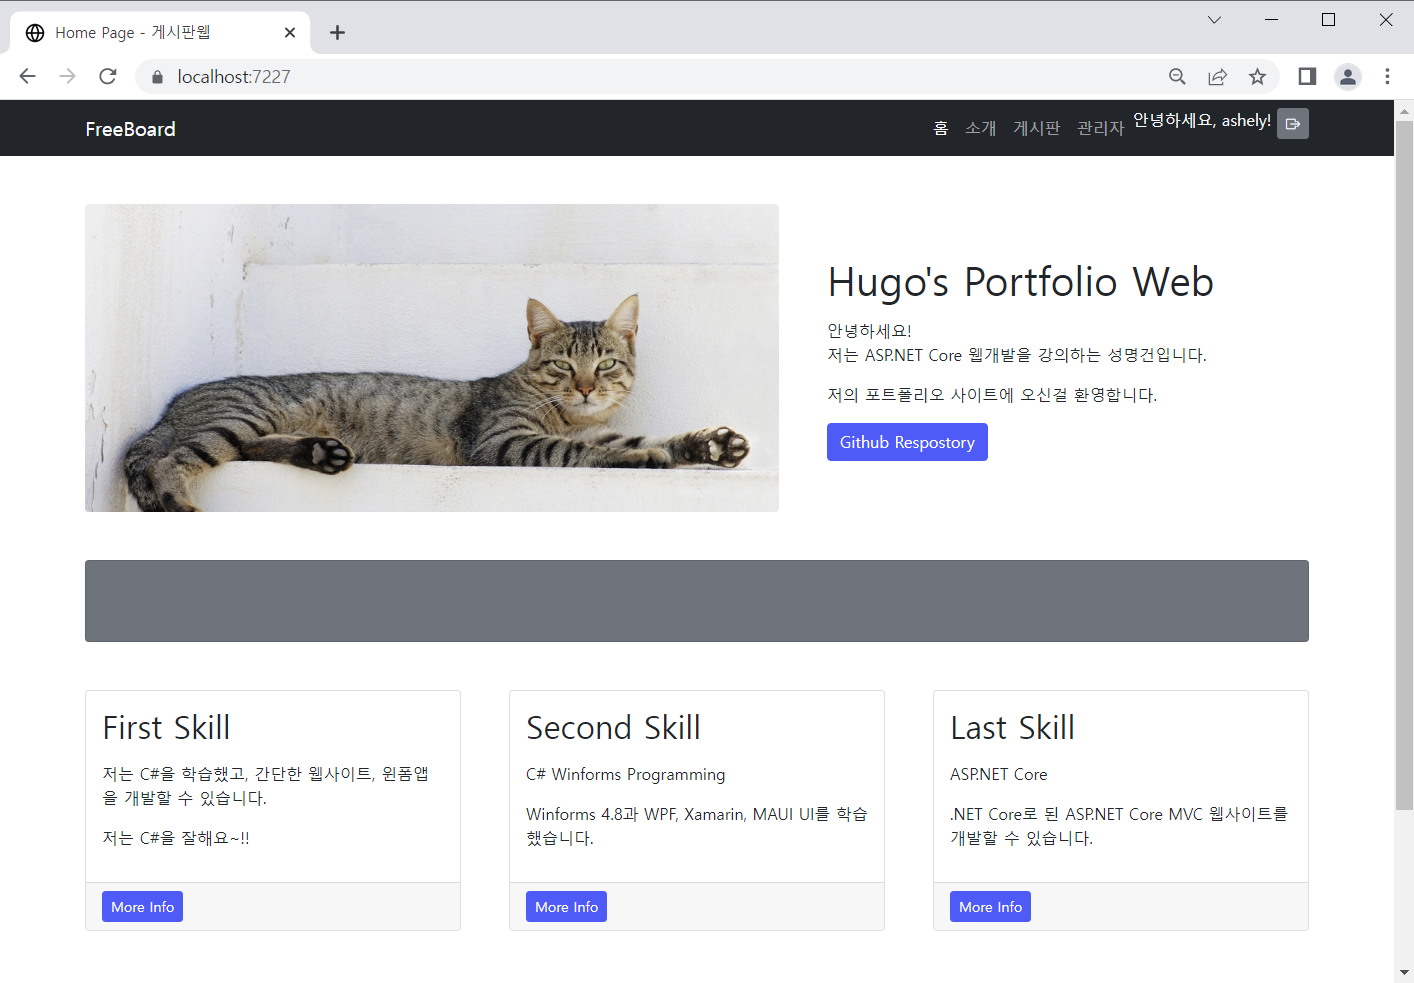 Home Page - 게시판웹
localhost:7227
FreeBoard
홈 소개 게시판 관리자 안녕하세요, ashely!
Hugo's Portfolio Web
안녕하세요!
저는 ASP.NET Core 웹개발을 강의하는 성명건입니다.
저의 포트폴리오 사이트에 오신걸 환영합니다.
Github Respostory
First Skill
저는 C#을 학습했고, 간단한 웹사이트, 윈폼앱
을 개발할 수 있습니다.
저는 C#을 잘해요~!!
More Info
Second Skill
C# Winforms Programming
Winforms 4.8과 WPF, Xamarin, MAUI UI를 학습
했습니다.
More Info
Last Skill
ASP.NET Core
.NET Core로 된 ASP.NET Core MVC 웹사이트를
개발할 수 있습니다.
More Info